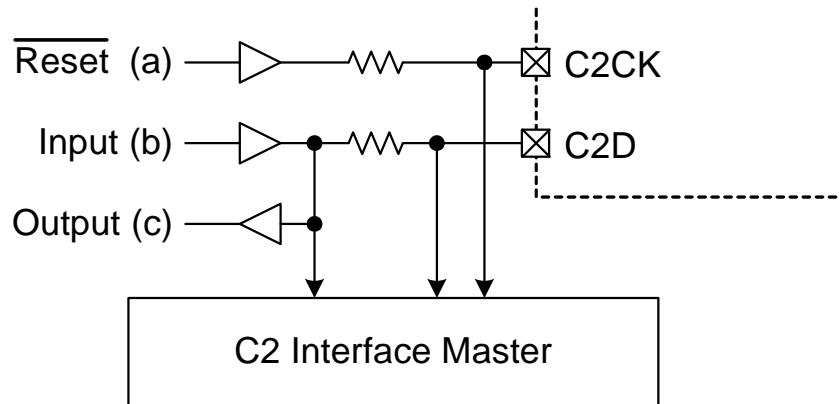 Reset (a)
C2CK
Input (b)
C2D
Output (c)
C2 Interface Master